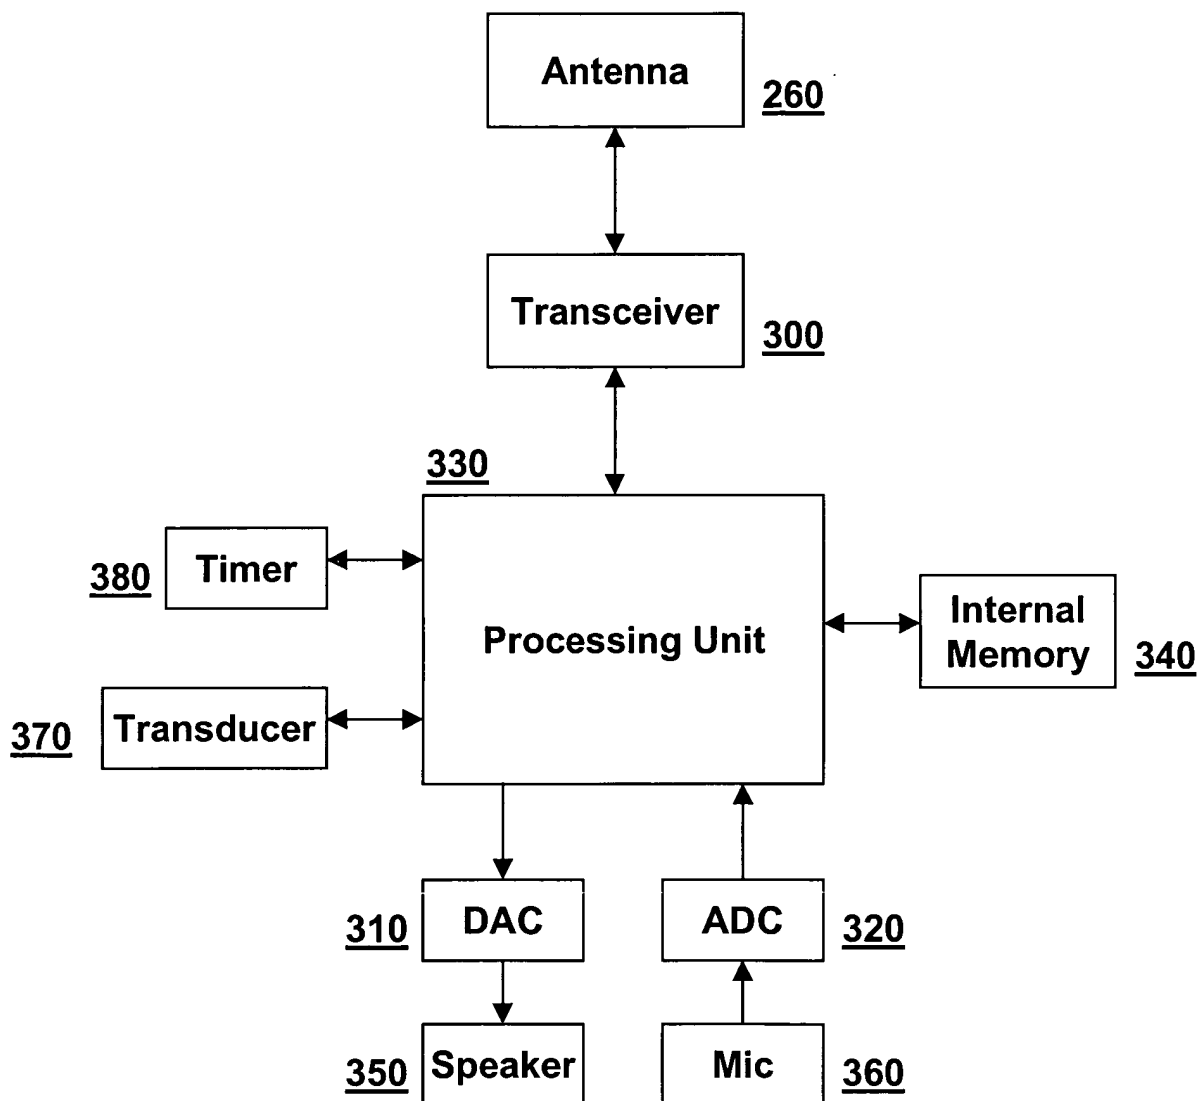 Antenna
260
Transceiver
300
330
Timer
380
Processing Unit
Internal
Memory
340
Transducer
370
DAC
310
ADC
320
Speaker
350
Mic
360